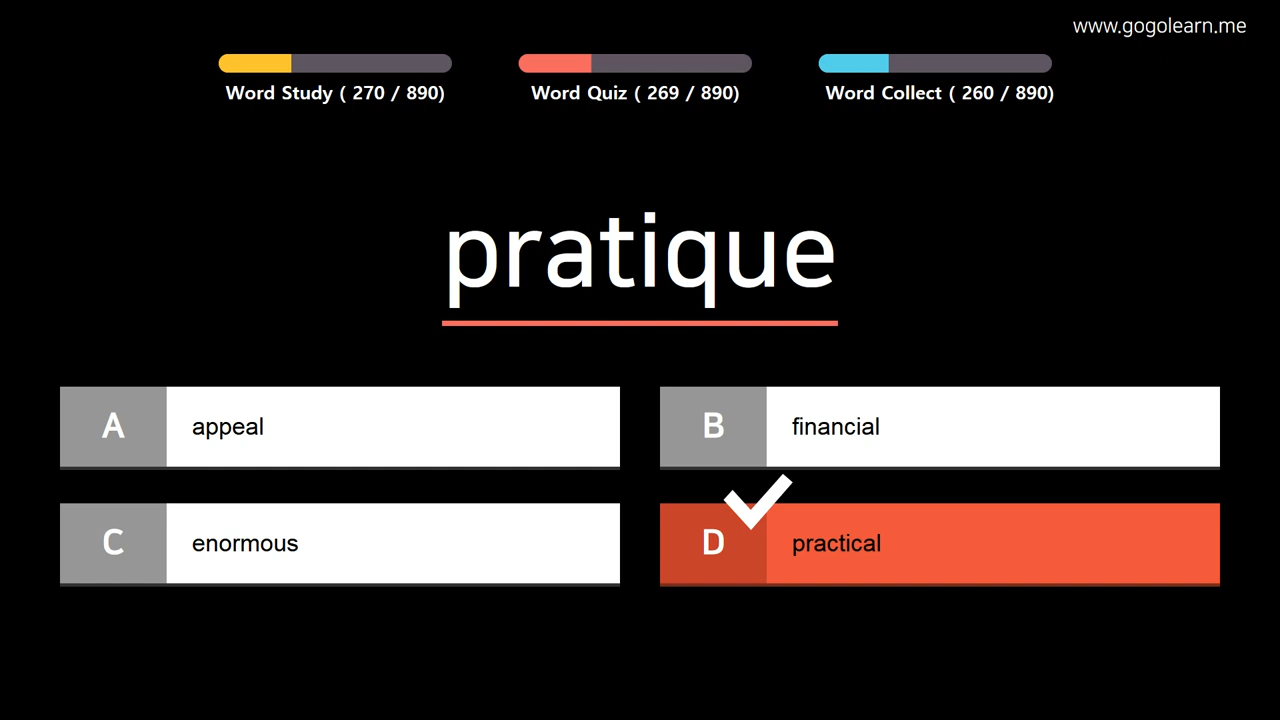 www.gogolearn.me
Word Study ( 270 / 890)
Word Quiz ( 269 / 890)
Word Collect ( 260 / 890)
pratique
A appeal
B financial
C enormous
D practical